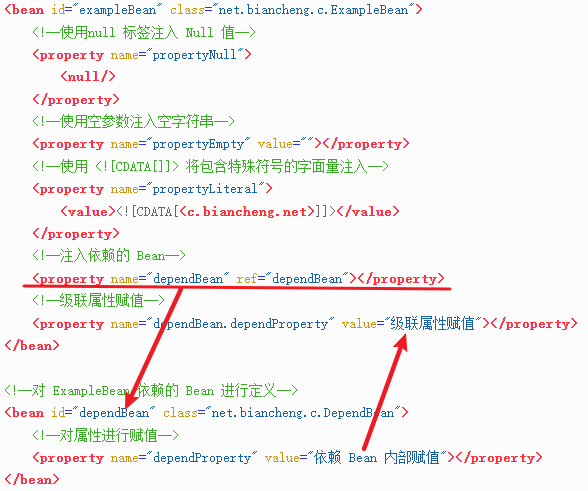 <bean id="exampleBean" class="net.biancheng.c.ExampleBean">
<!—使用null 标签注入 Null 值—>
<property name="propertyNull">
<null/>
</property>
<!—使用空参数注入空字符串—>
<property name="propertyEmpty" value=""></property>
<!—使用 <![CDATA[]]> 将包含特殊符号的字面量注入—>
<property name="propertyLiteral">
<value><![CDATA[<c.biancheng.net>]]></value>
</property>
<!—注入依赖的 Bean—>
<property name="dependBean" ref="dependBean"></property>
<!—级联属性赋值—>
<property name="dependBean.dependProperty" value="级联属性赋值"></property>
</bean>
<!—对 ExampleBean 依赖的 Bean 进行定义—>
<bean id="dependBean" class="net.biancheng.c.DependBean">
<!—对属性进行赋值—>
<property name="dependProperty" value="依赖 Bean 内部赋值"></property>
</bean>